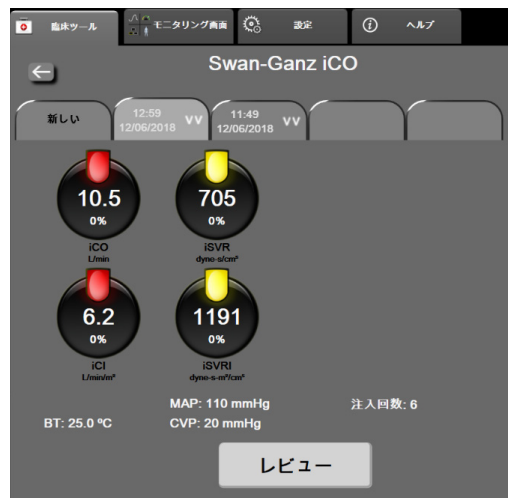 臨床ツール
モニタリング画面
設定
ヘルプ
Swan-Ganz iCO
新しい
12:59
12/06/2018
11:49
12/06/2018
10.5
0%
iCO
L/min
705
0%
iSVR
dyne-s/cm⁵
6.2
0%
iCI
L/min/m²
1191
0%
iSVRI
dyne-s-m²/cm⁵
MAP: 110 mmHg
注入回数: 6
BT: 25.0 ºC
CVP: 20 mmHg
レビュー